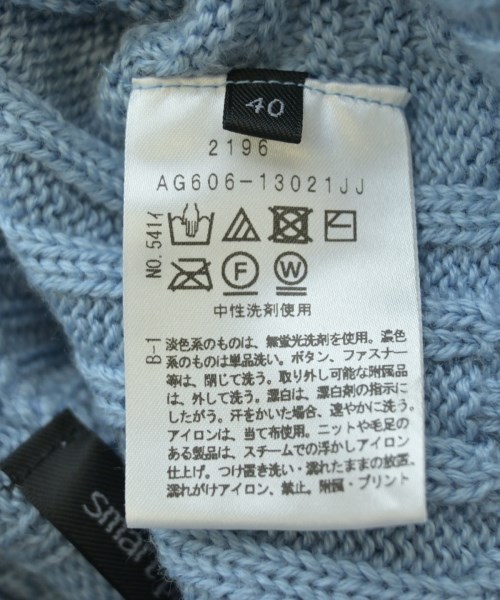 40
2196
AG606-13021JJ
NO.541イ
F
W
中性洗剤使用
B-1
淡色系のものは、無蛍光洗剤を使用。濃色
系のものは単品洗い。ボタン、ファスナー
等は、閉じて洗う。取り外し可能な附属品
は、外して洗う。漂白は、漂白剤の指示に
したがう。汗をかいた場合、速やかに洗う。
アイロンは、当て布使用。ニットや毛足の
ある製品は、スチームでの浮かしアイロン
仕上げ。つけ置き洗い・濡れたままの放置、
濡れがけアイロン、禁止。附属・プリント
smart